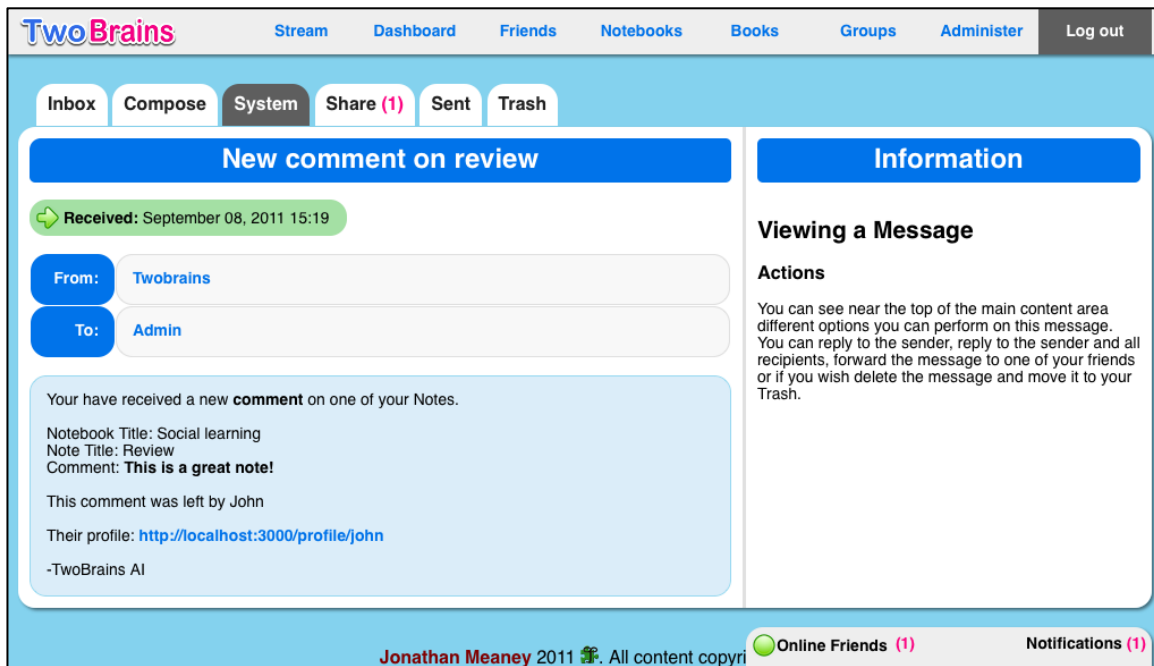 TwoBrains Stream Dashboard Friends Notebooks Books Groups Administer Log out
Inbox Compose System Share (1) Sent Trash
New comment on review
Received: September 08, 2011 15:19
From: Twobrains
To: Admin
Your have received a new comment on one of your Notes.
Notebook Title: Social learning
Note Title: Review
Comment: This is a great note!
This comment was left by John
Their profile: http://localhost:3000/profile/john
-TwoBrains AI
Information
Viewing a Message
Actions
You can see near the top of the main content area
different options you can perform on this message.
You can reply to the sender, reply to the sender and all
recipients, forward the message to one of your friends
or if you wish delete the message and move it to your
Trash.
Jonathan Meaney 2011 . All content copyri
Online Friends (1) Notifications (1)